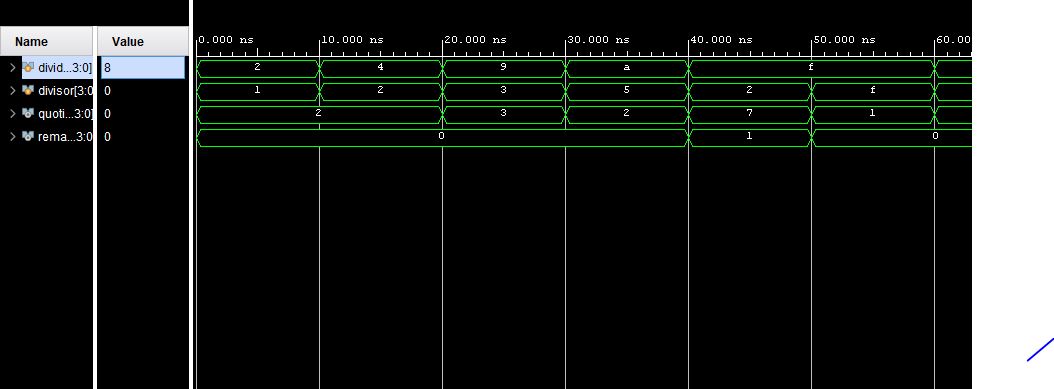 Name Value 0.000 ns 10.000 ns 20.000 ns 30.000 ns 40.000 ns 50.000 ns 60.00
divid...3:0] 8 2 4 9 a f
divisor[3:0 0 1 2 3 5 2 f
quoti...3:0] 0 2 3 2 7 1
rema...3:0 0 0 1 0